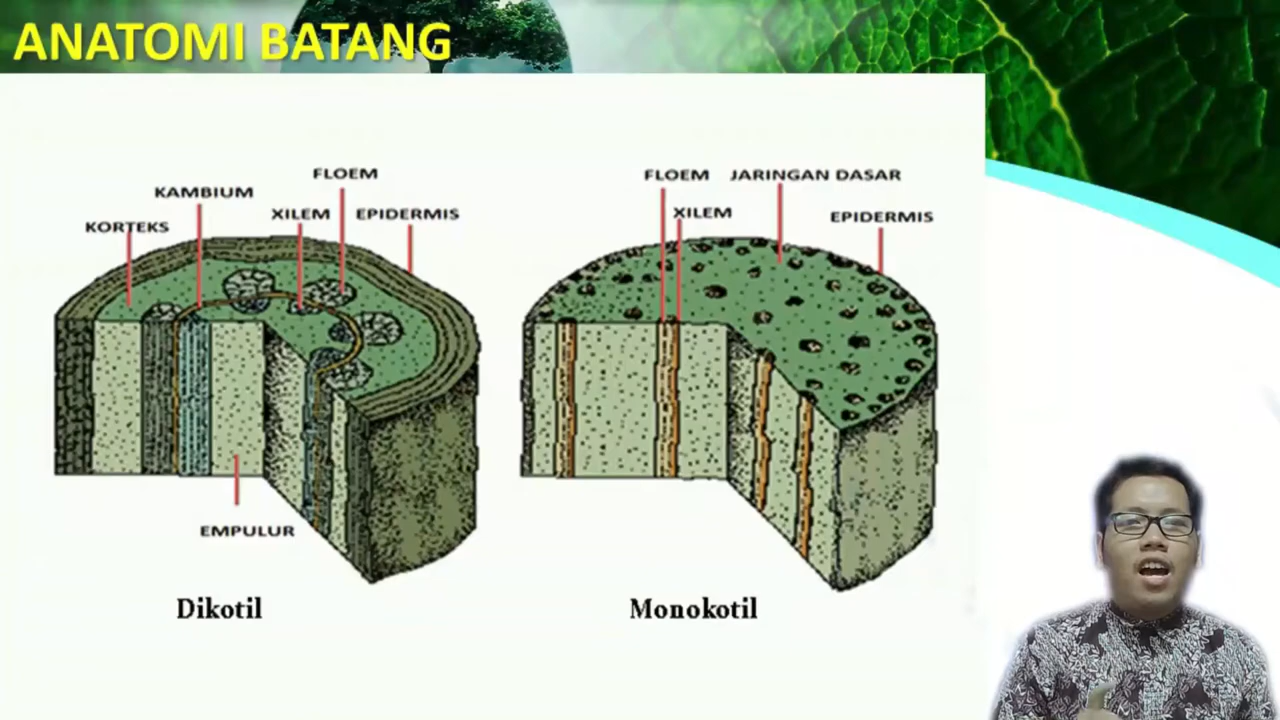 ANATOMI BATANG
FLOEM
KAMBIUM
XILEM
EPIDERMIS
KORTEKS
EMPULUR
Dikotil
FLOEM
JARINGAN DASAR
XILEM
EPIDERMIS
Monokotil